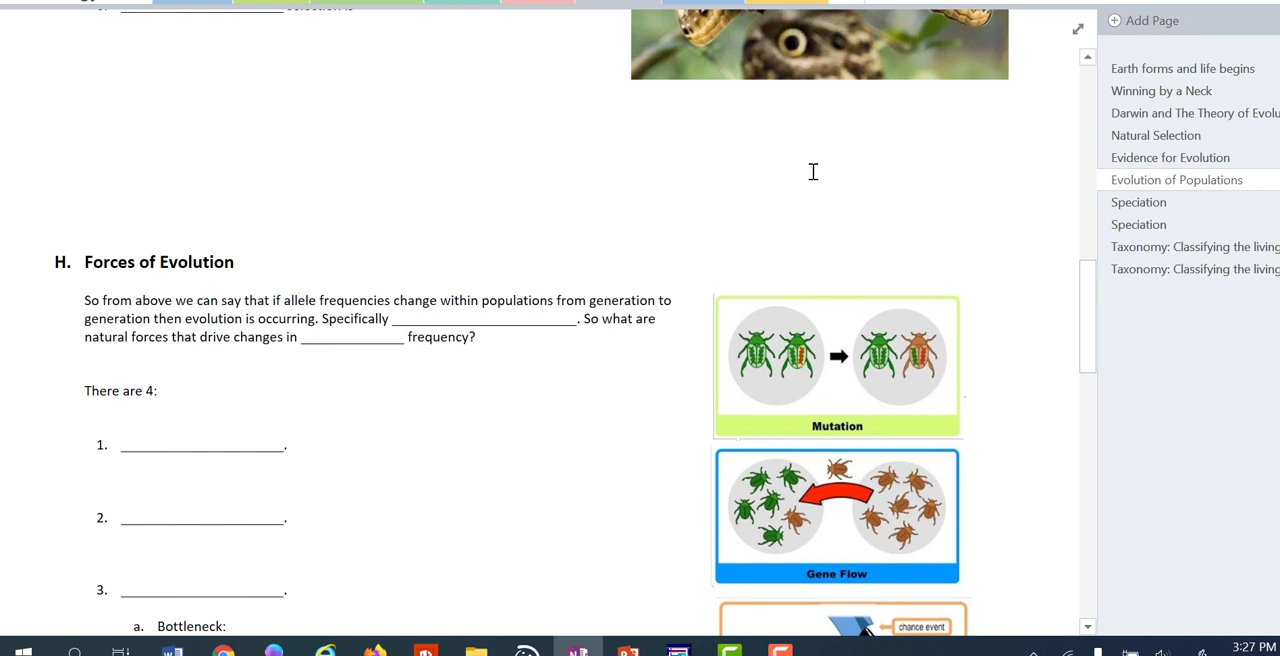 Add Page
Earth forms and life begins
Winning by a Neck
Darwin and The Theory of Evolu
Natural Selection
Evidence for Evolution
Evolution of Populations
Speciation
Speciation
Taxonomy: Classifying the living
Taxonomy: Classifying the living
H. Forces of Evolution
So from above we can say that if allele frequencies change within populations from generation to
generation then evolution is occurring. Specifically ________________________. So what are
natural forces that drive changes in _____________ frequency?
There are 4:
1. _____________________.
2. _____________________.
3. _____________________.
a. Bottleneck:
Mutation
Gene Flow
chance event
3:27 PM